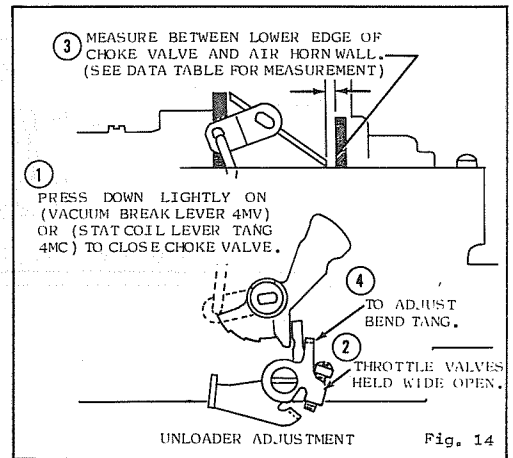 3 MEASURE BETWEEN LOWER EDGE OF
CHOKE VALVE AND AIR HORN WALL.
(SEE DATA TABLE FOR MEASUREMENT)
1
PRESS DOWN LIGHTLY ON
(VACUUM BREAK LEVER 4MV)
OR (STAT COIL LEVER TANG
4MC) TO CLOSE CHOKE VALVE.
4
TO ADJUST
BEND TANG.
2
THROTTLE VALVES
HELD WIDE OPEN.
UNLOADER ADJUSTMENT Fig. 14